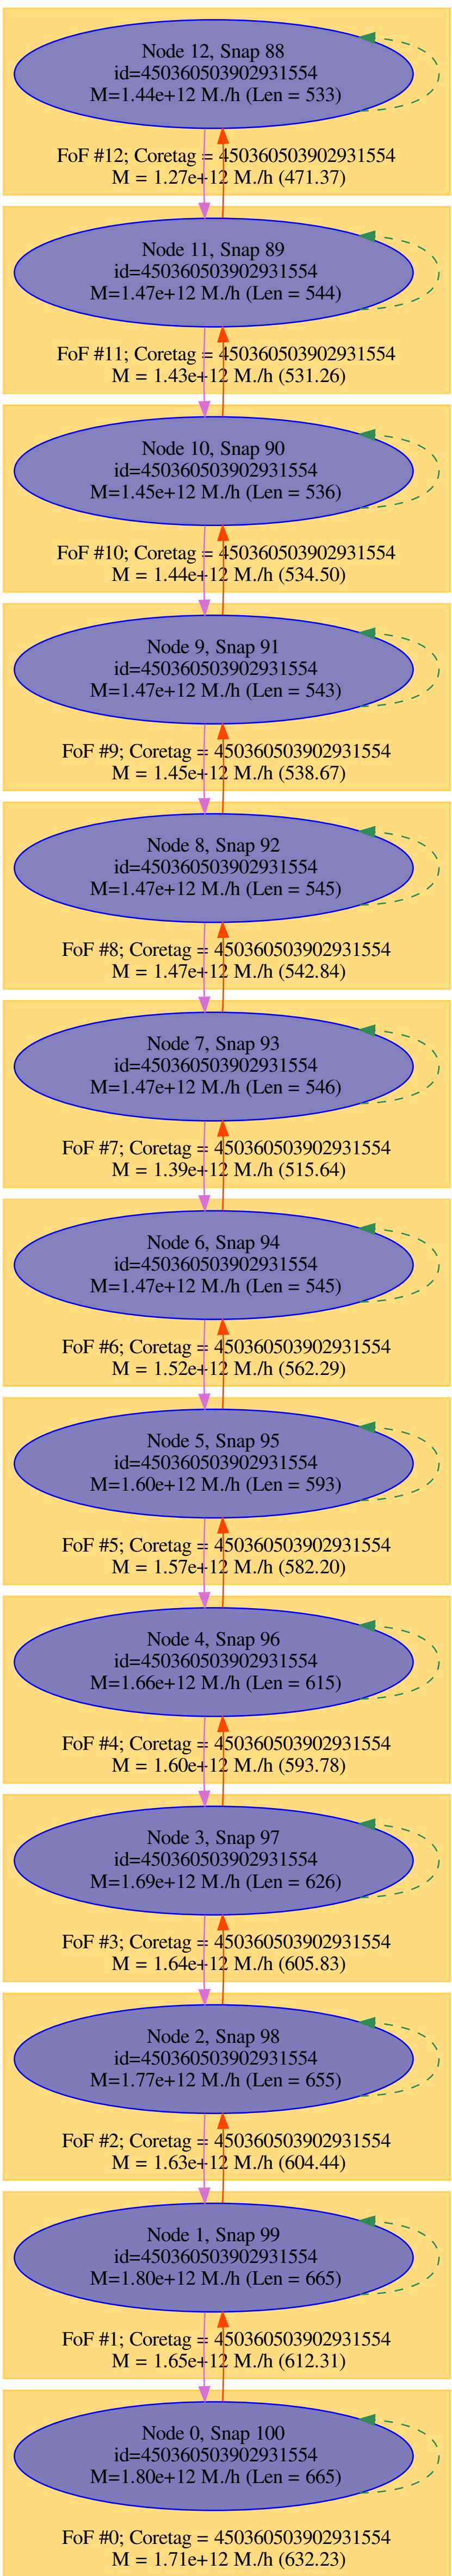 Node 12, Snap 88
id=450360503902931554
M=1.44e+12 M./h (Len = 533)
FoF #12; Coretag = 450360503902931554
M = 1.27e+12 M./h (471.37)
Node 11, Snap 89
id=450360503902931554
M=1.47e+12 M./h (Len = 544)
FoF #11; Coretag = 450360503902931554
M = 1.43e+12 M./h (531.26)
Node 10, Snap 90
id=450360503902931554
M=1.45e+12 M./h (Len = 536)
FoF #10; Coretag = 450360503902931554
M = 1.44e+12 M./h (534.50)
Node 9, Snap 91
id=450360503902931554
M=1.47e+12 M./h (Len = 543)
FoF #9; Coretag = 450360503902931554
M = 1.45e+12 M./h (538.67)
Node 8, Snap 92
id=450360503902931554
M=1.47e+12 M./h (Len = 545)
FoF #8; Coretag = 450360503902931554
M = 1.47e+12 M./h (542.84)
Node 7, Snap 93
id=450360503902931554
M=1.47e+12 M./h (Len = 546)
FoF #7; Coretag = 450360503902931554
M = 1.39e+12 M./h (515.64)
Node 6, Snap 94
id=450360503902931554
M=1.47e+12 M./h (Len = 545)
FoF #6; Coretag = 450360503902931554
M = 1.52e+12 M./h (562.29)
Node 5, Snap 95
id=450360503902931554
M=1.60e+12 M./h (Len = 593)
FoF #5; Coretag = 450360503902931554
M = 1.57e+12 M./h (582.20)
Node 4, Snap 96
id=450360503902931554
M=1.66e+12 M./h (Len = 615)
FoF #4; Coretag = 450360503902931554
M = 1.60e+12 M./h (593.78)
Node 3, Snap 97
id=450360503902931554
M=1.69e+12 M./h (Len = 626)
FoF #3; Coretag = 450360503902931554
M = 1.64e+12 M./h (605.83)
Node 2, Snap 98
id=450360503902931554
M=1.77e+12 M./h (Len = 655)
FoF #2; Coretag = 450360503902931554
M = 1.63e+12 M./h (604.44)
Node 1, Snap 99
id=450360503902931554
M=1.80e+12 M./h (Len = 665)
FoF #1; Coretag = 450360503902931554
M = 1.65e+12 M./h (612.31)
Node 0, Snap 100
id=450360503902931554
M=1.80e+12 M./h (Len = 665)
FoF #0; Coretag = 450360503902931554
M = 1.71e+12 M./h (632.23)